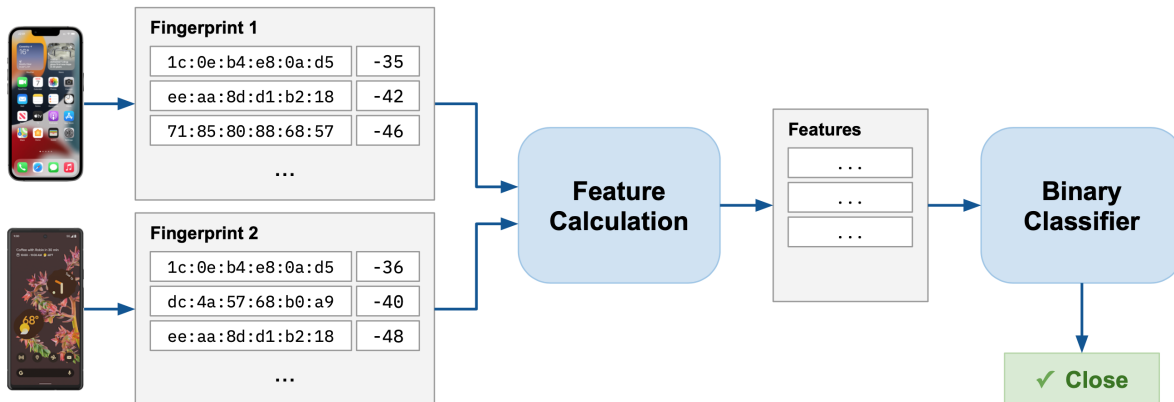 Fingerprint 1
1c:0e:b4:e8:0a:d5 -35
ee:aa:8d:d1:b2:18 -42
71:85:80:88:68:57 -46
...
Fingerprint 2
1c:0e:b4:e8:0a:d5 -36
dc:4a:57:68:b0:a9 -40
ee:aa:8d:d1:b2:18 -48
...
Feature
Calculation
Features
...
...
...
Binary
Classifier
✓ Close
68°